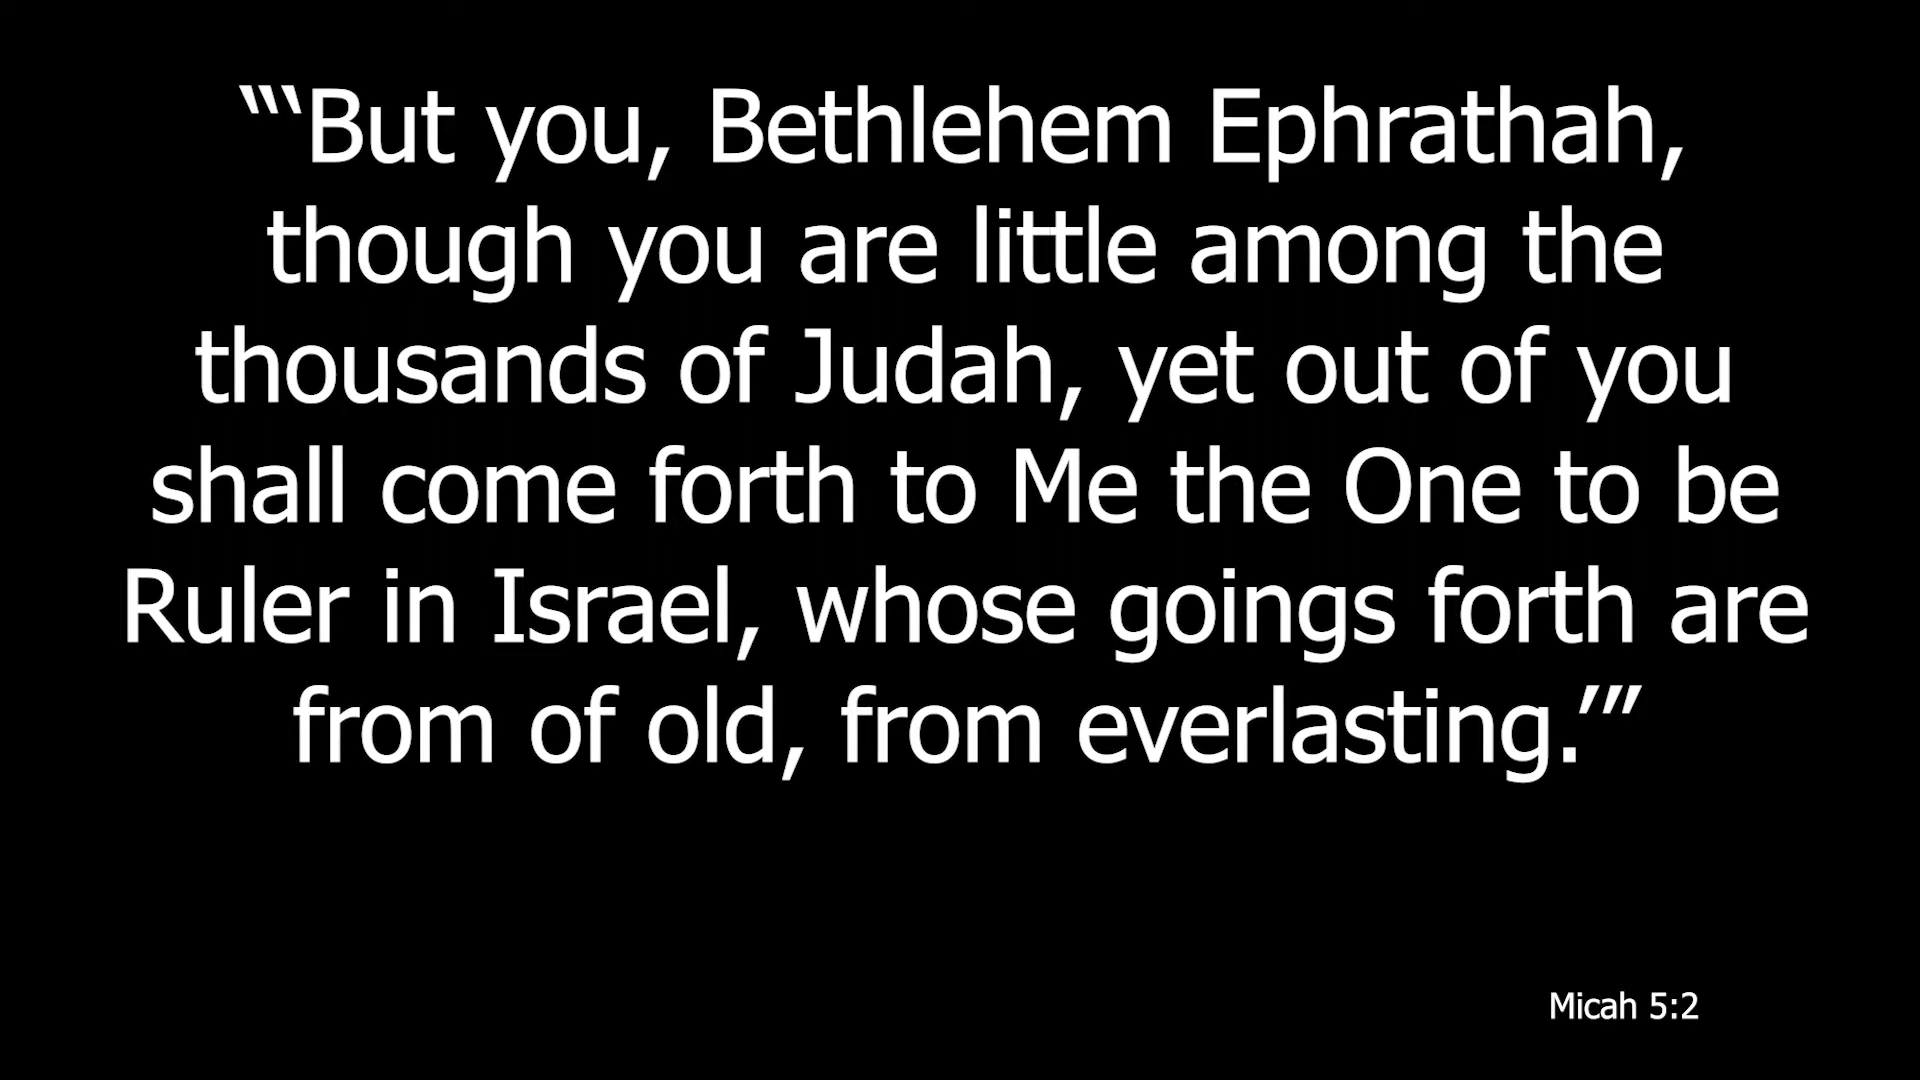 “‘But you, Bethlehem Ephrathah,
though you are little among the
thousands of Judah, yet out of you
shall come forth to Me the One to be
Ruler in Israel, whose goings forth are
from of old, from everlasting.’”
Micah 5:2